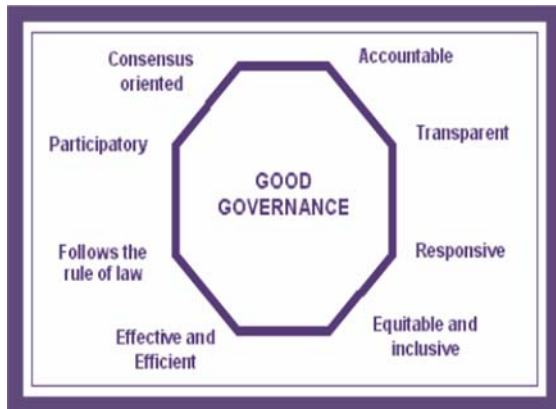 Consensus
oriented
Accountable
Participatory
Transparent
GOOD
GOVERNANCE
Follows the
rule of law
Responsive
Effective and
Efficient
Equitable and
inclusive